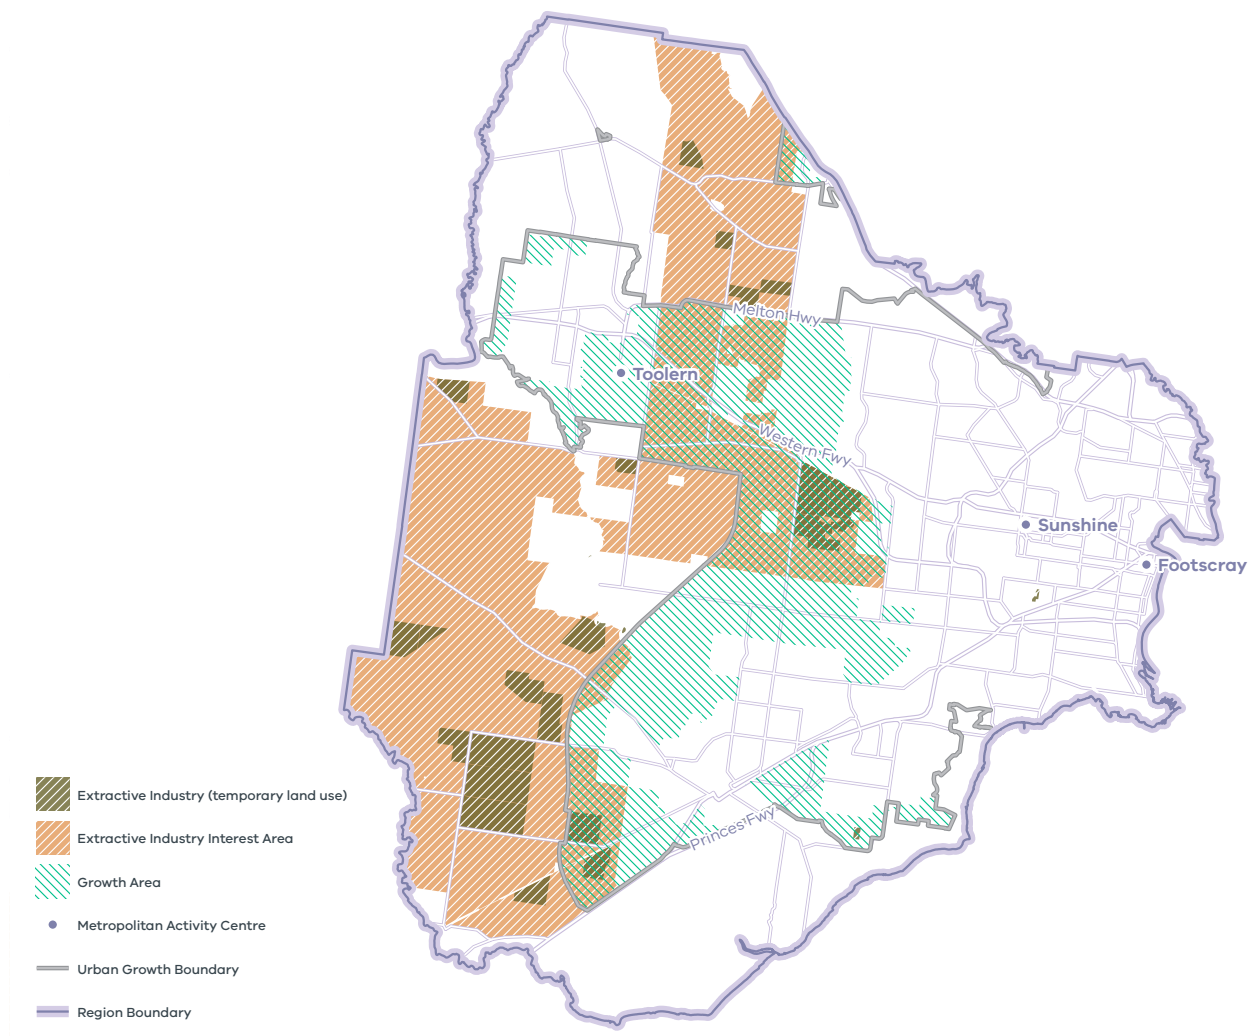 Melton Hwy
Toolern
Western Fwy
Sunshine
Footscray
Princes Fwy
Extractive Industry (temporary land use)
Extractive Industry Interest Area
Growth Area
Metropolitan Activity Centre
Urban Growth Boundary
Region Boundary